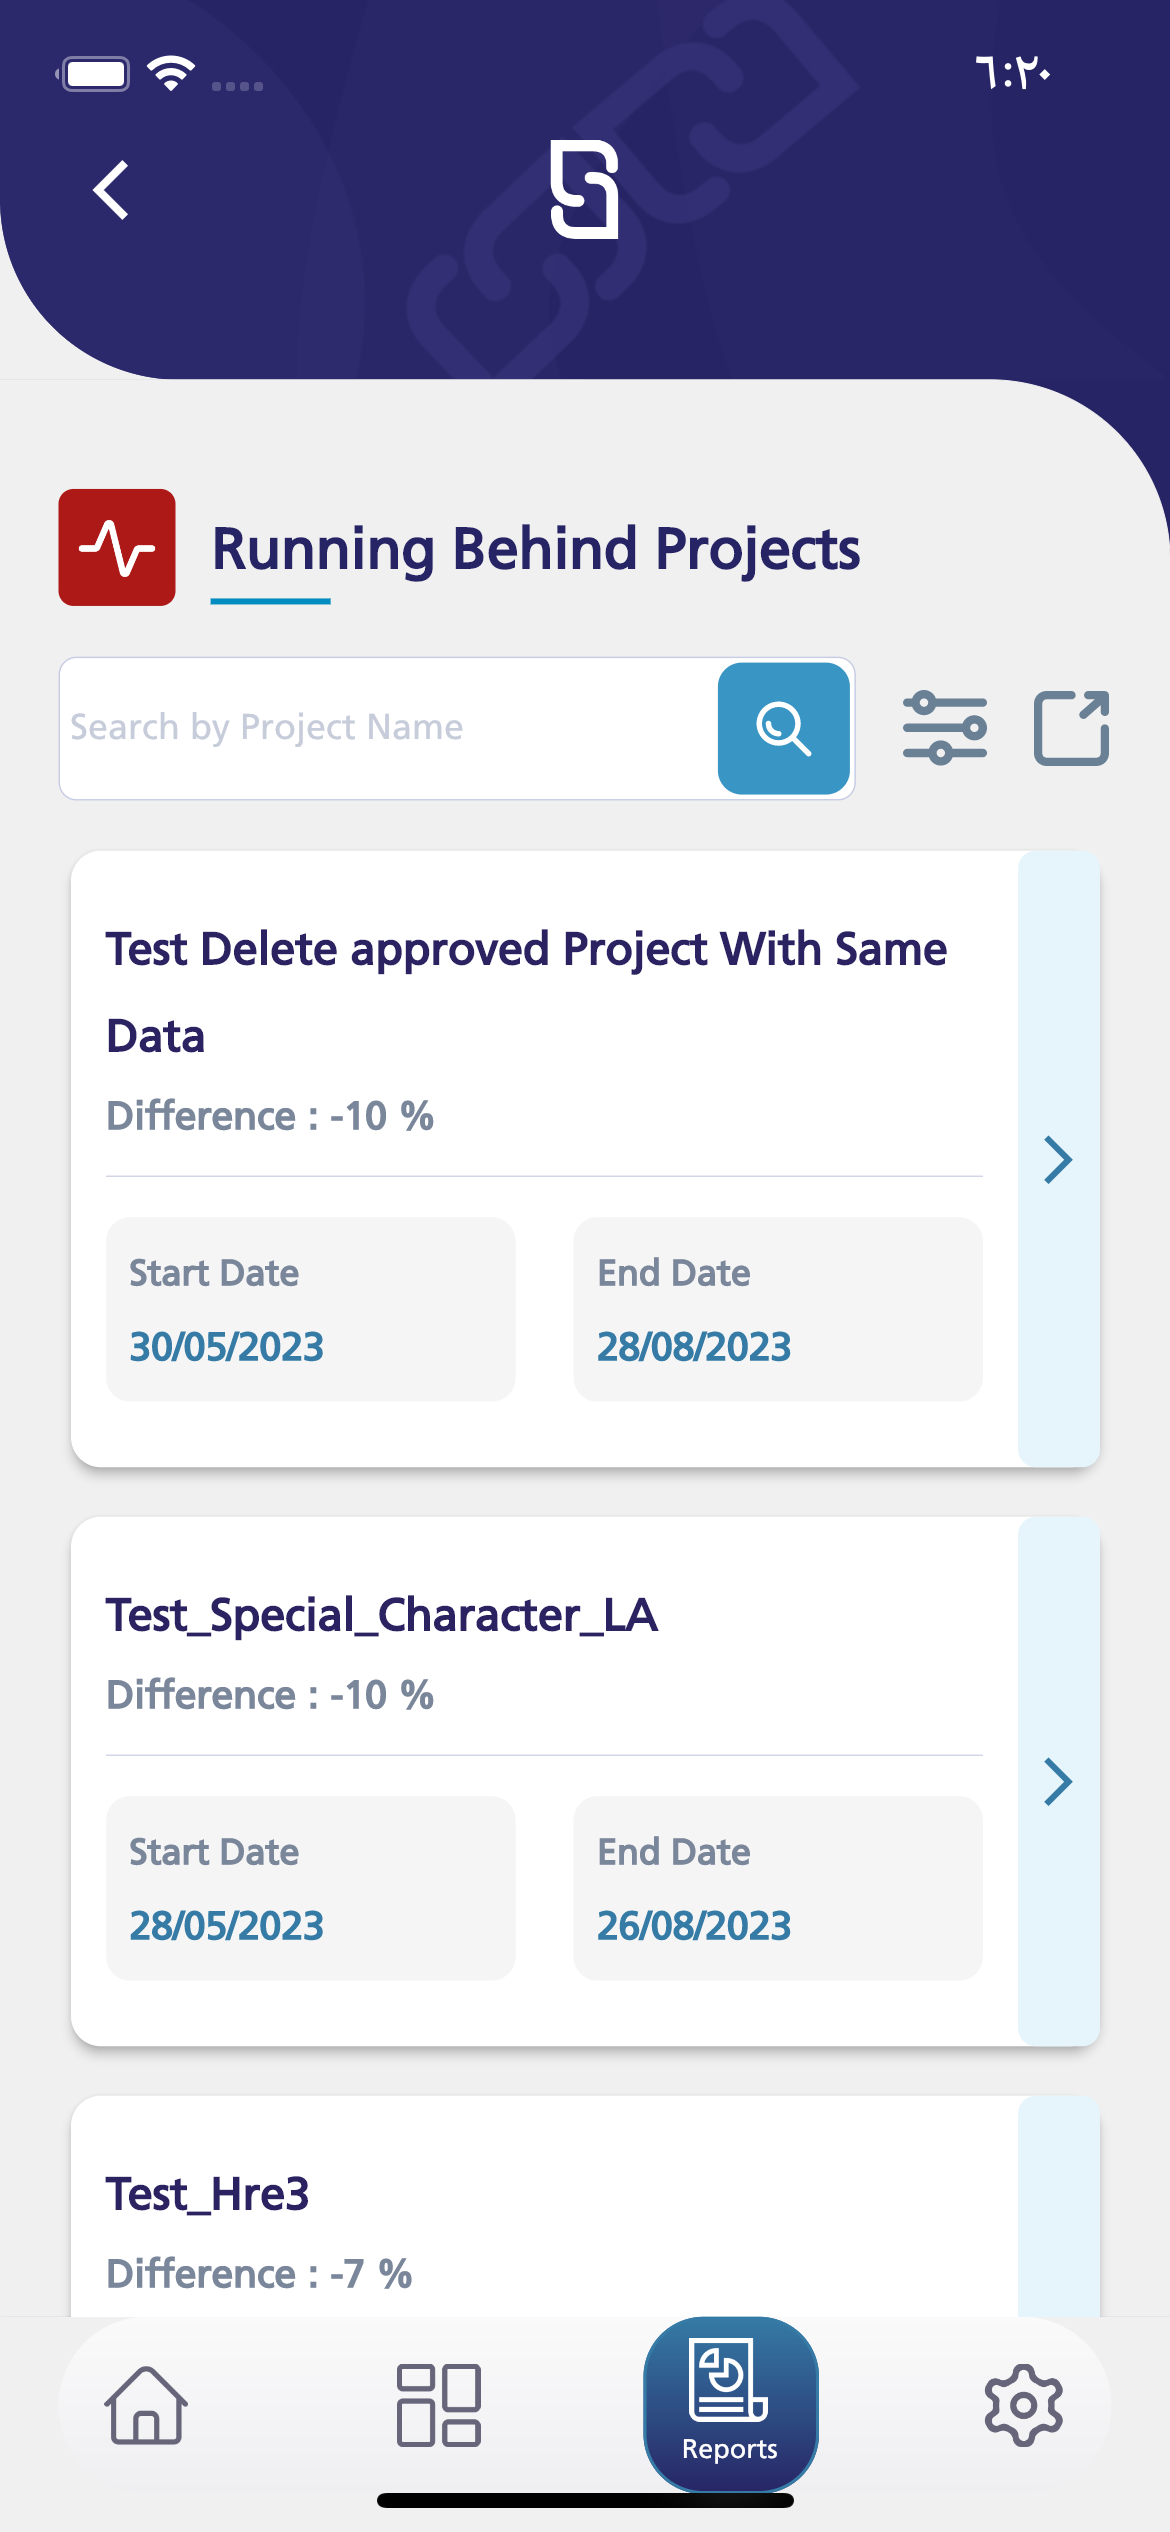 ٦:٢٠
Running Behind Projects
Search by Project Name
Test Delete approved Project With Same
Data
Difference : -10 %
Start Date
End Date
30/05/2023
28/08/2023
Test_Special_Character_LA
Difference : -10 %
Start Date
End Date
28/05/2023
26/08/2023
Test_Hre3
Difference : -7 %
Reports